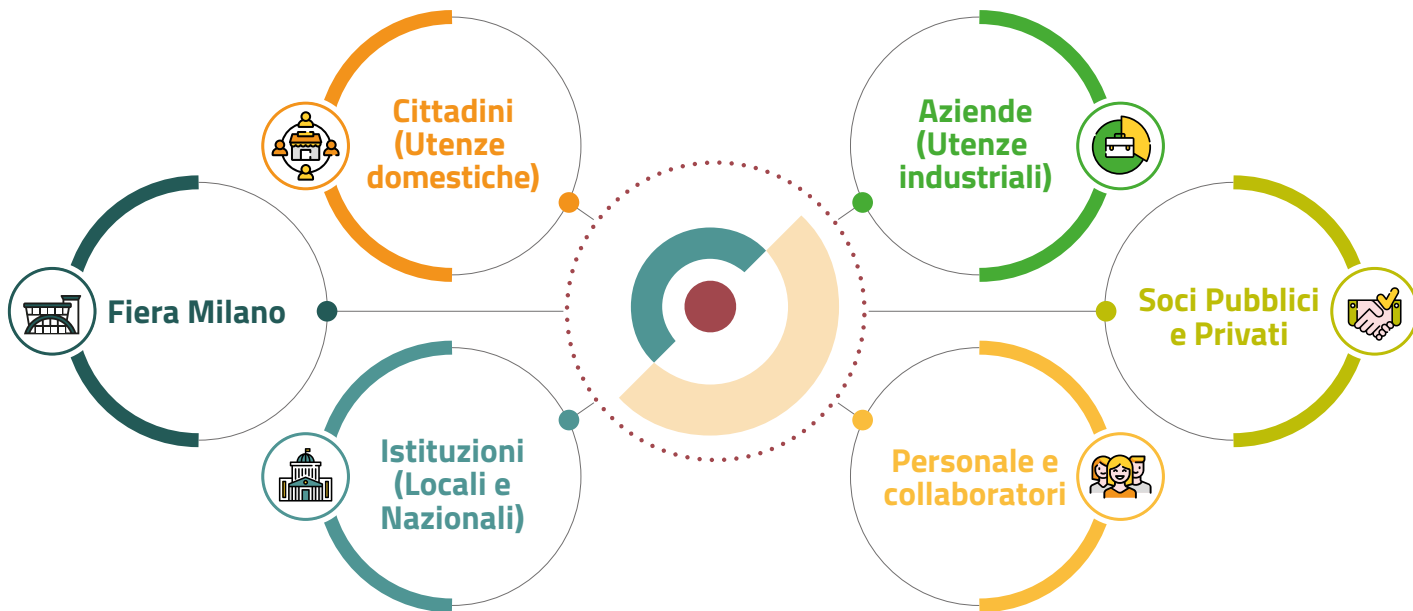 Cittadini
(Utenze
domestiche)
Aziende
(Utenze
industriali)
Fiera Milano
Soci Pubblici
e Privati
Istituzioni
(Locali e
Nazionali)
Personale e
collaboratori